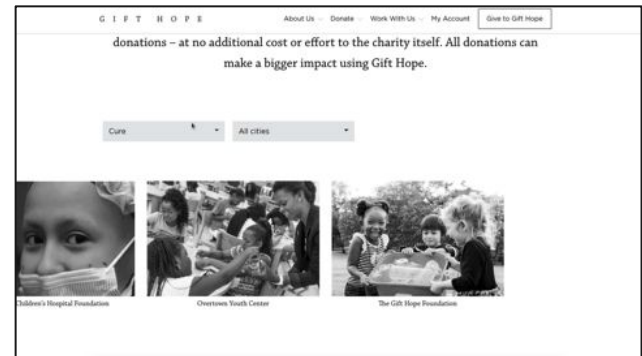 GIFT HOPE
About Us
Donate
Work With Us
My Account
Give to Gift Hope
donations – at no additional cost or effort to the charity itself. All donations can
make a bigger impact using Gift Hope.
Cure
All cities
Children's Hospital Foundation
Overtown Youth Center
The Gift Hope Foundation